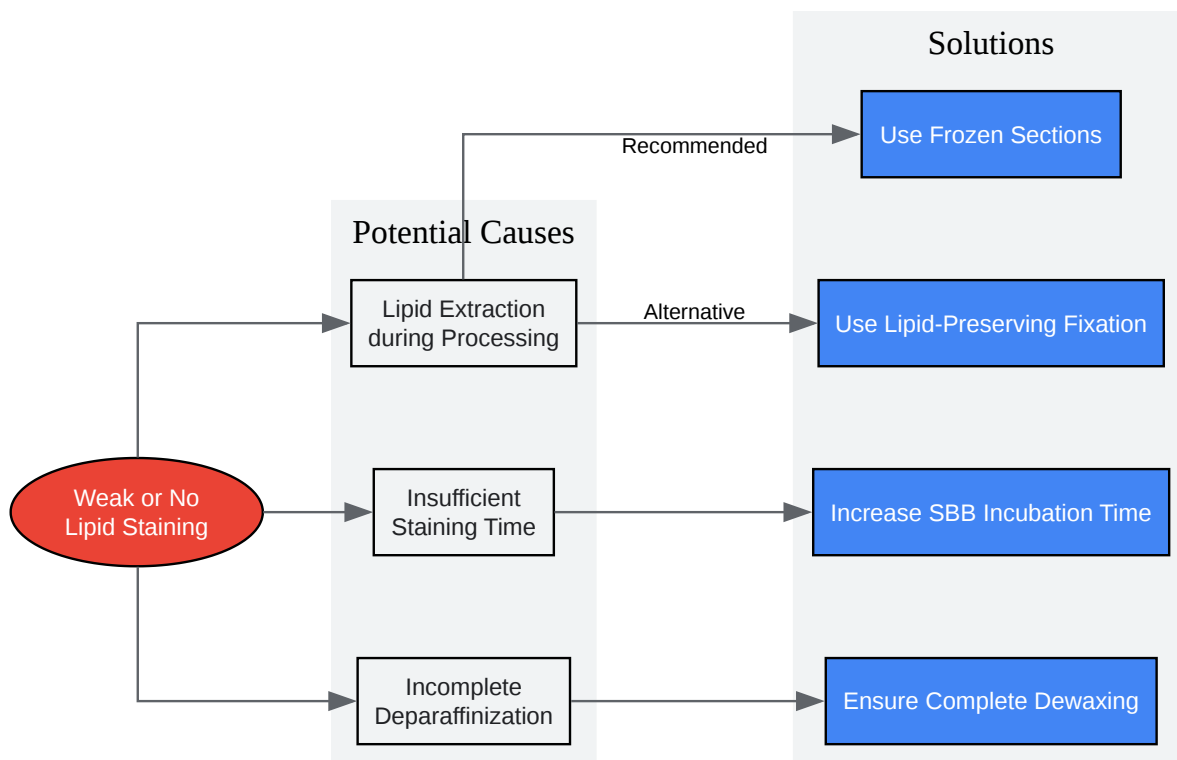 Solutions
Use Frozen Sections
Recommended
Potential Causes
Lipid Extraction
during Processing
Alternative
Use Lipid-Preserving Fixation
Weak or No
Lipid Staining
Insufficient
Staining Time
Increase SBB Incubation Time
Incomplete
Deparaffinization
Ensure Complete Dewaxing